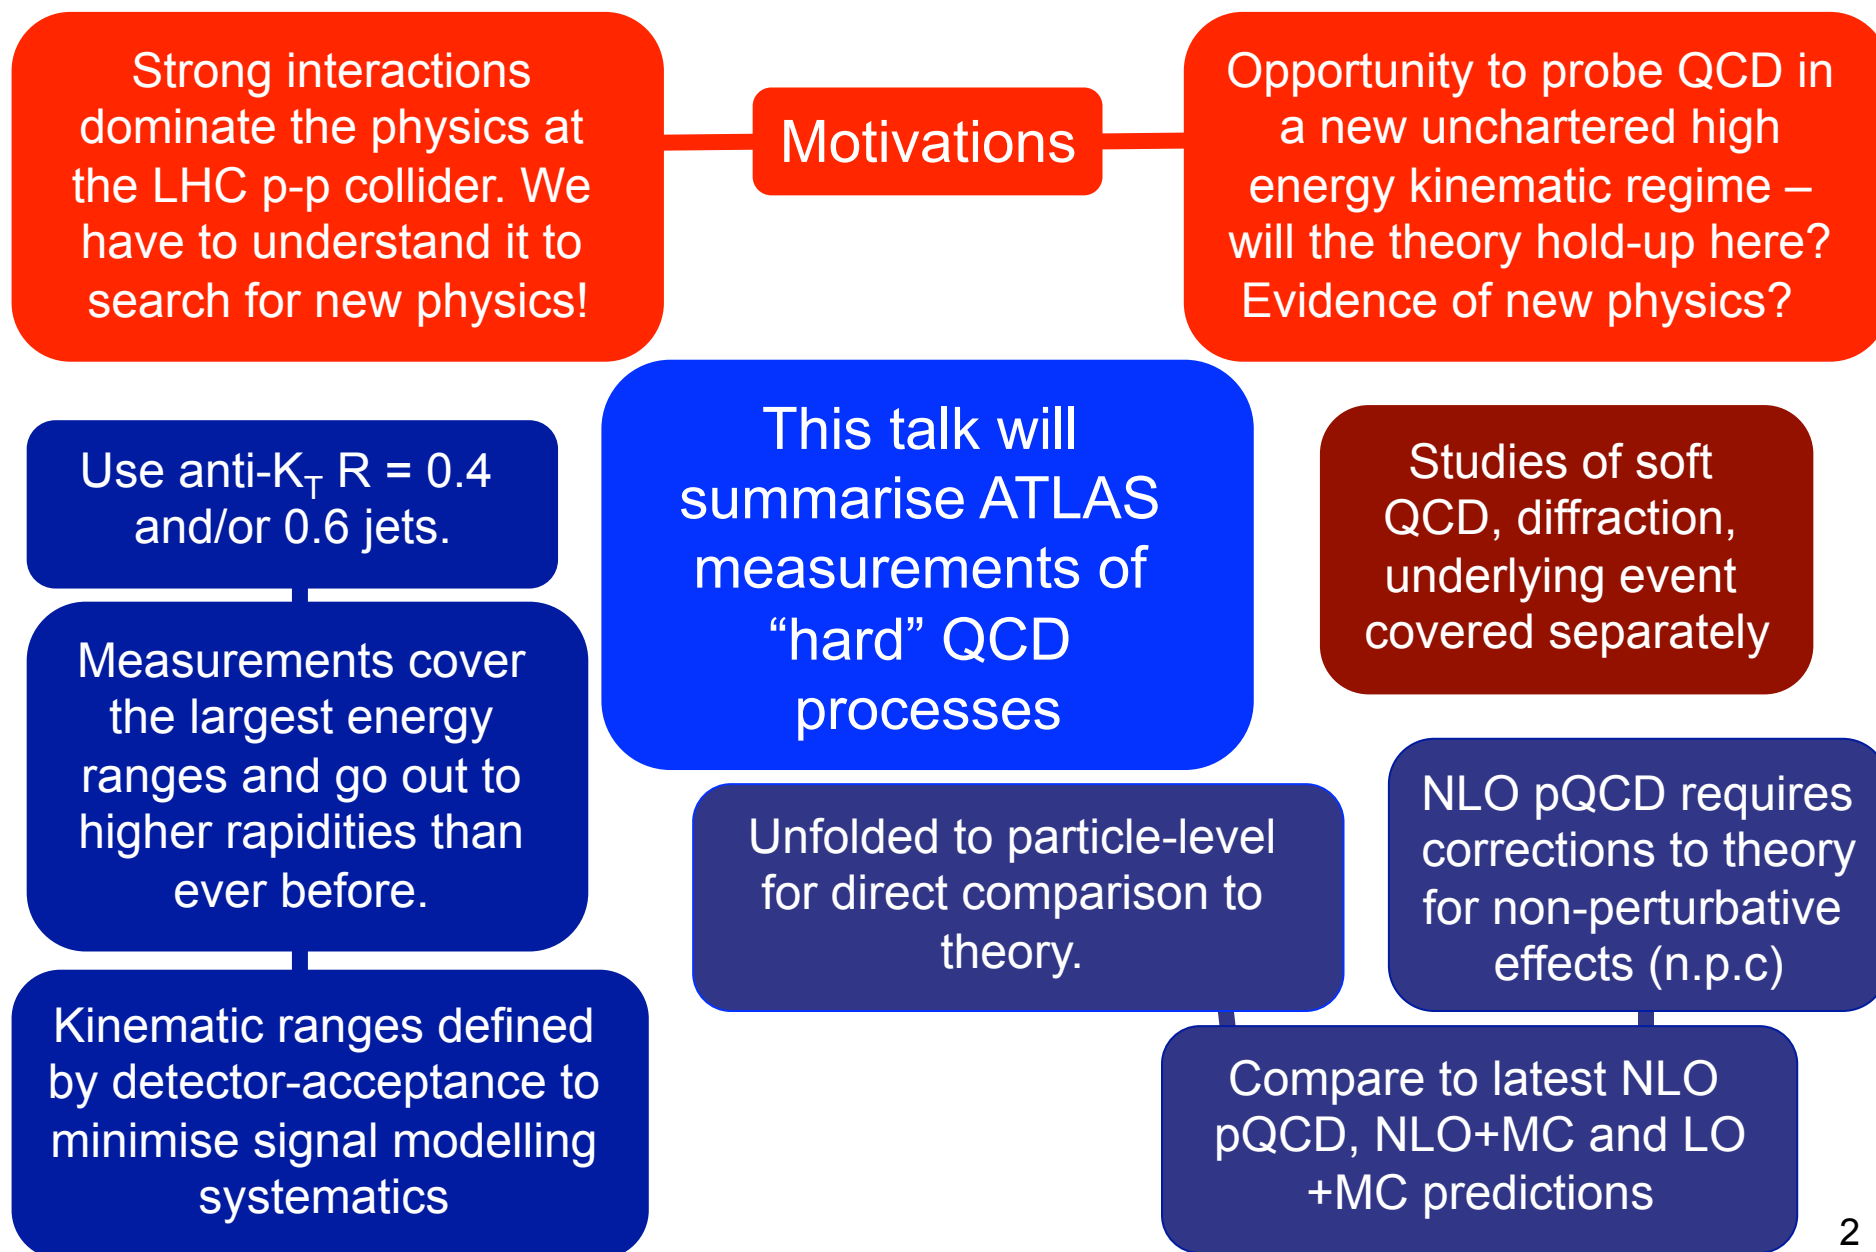 Strong interactions
dominate the physics at
the LHC p-p collider. We
have to understand it to
search for new physics!
Motivations
Opportunity to probe QCD in
a new unchartered high
energy kinematic regime –
will the theory hold-up here?
Evidence of new physics?
This talk will
summarise ATLAS
measurements of
“hard” QCD
processes
Use anti-K_T R = 0.4
and/or 0.6 jets.
Measurements cover
the largest energy
ranges and go out to
higher rapidities than
ever before.
Kinematic ranges defined
by detector-acceptance to
minimise signal modelling
systematics
Studies of soft
QCD, diffraction,
underlying event
covered separately
Unfolded to particle-level
for direct comparison to
theory.
NLO pQCD requires
corrections to theory
for non-perturbative
effects (n.p.c)
Compare to latest NLO
pQCD, NLO+MC and LO
+MC predictions
2